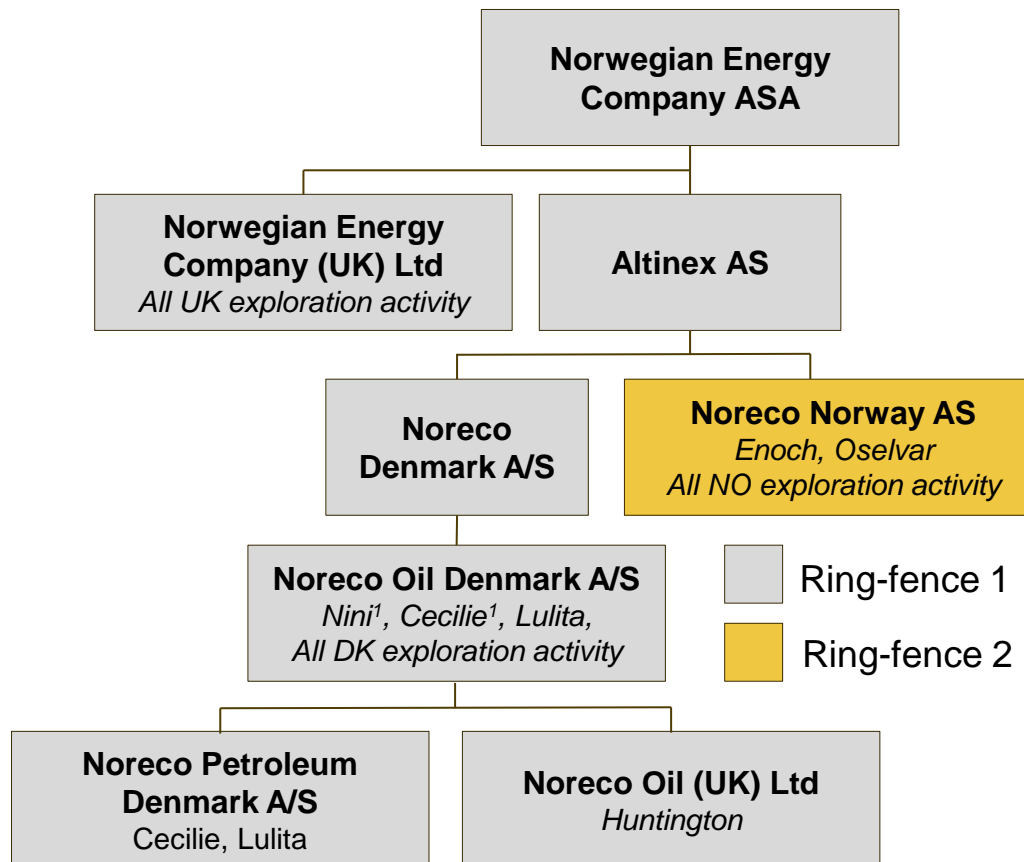 Norwegian Energy
Company ASA
Norwegian Energy
Company (UK) Ltd
All UK exploration activity
Altinex AS
Noreco
Denmark A/S
Noreco Norway AS
Enoch, Oselvar
All NO exploration activity
Noreco Oil Denmark A/S
Nini¹, Cecilie¹, Lulita,
All DK exploration activity
Ring-fence 1
Ring-fence 2
Noreco Petroleum
Denmark A/S
Cecilie, Lulita
Noreco Oil (UK) Ltd
Huntington